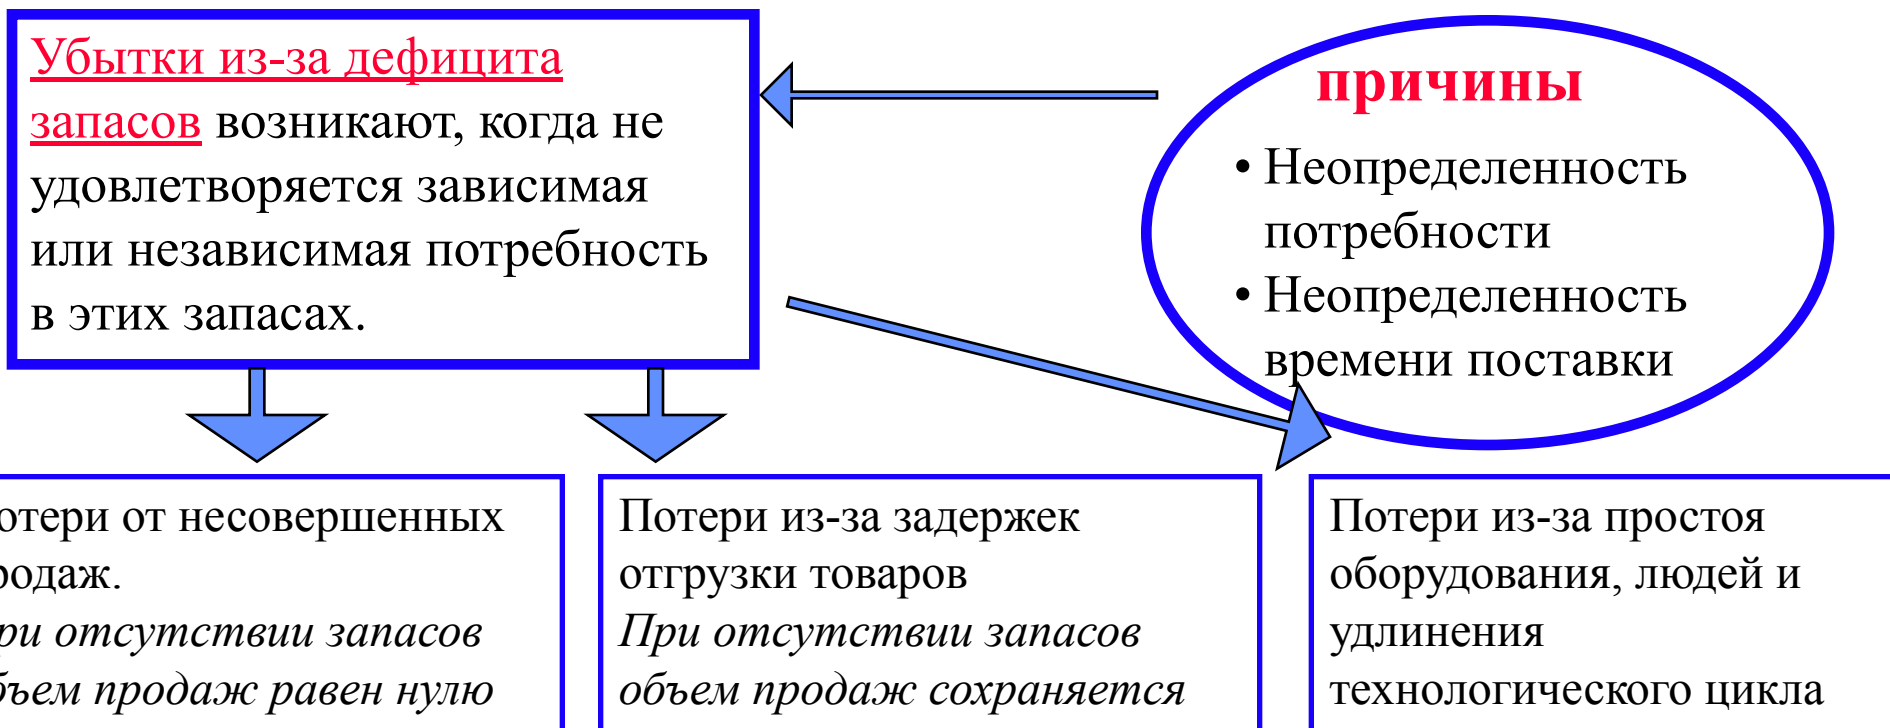 Убытки из-за дефицита
запасов возникают, когда не
удовлетворяется зависимая
или независимая потребность
в этих запасах.
причины
• Неопределенность
потребности
• Неопределенность
времени поставки
отери от несовершенных
родаж.
ри отсутствии запасов
бъем продаж равен нулю
Потери из-за задержек
отгрузки товаров
При отсутствии запасов
объем продаж сохраняется
Потери из-за простоя
оборудования, людей и
удлинения
технологического цикла